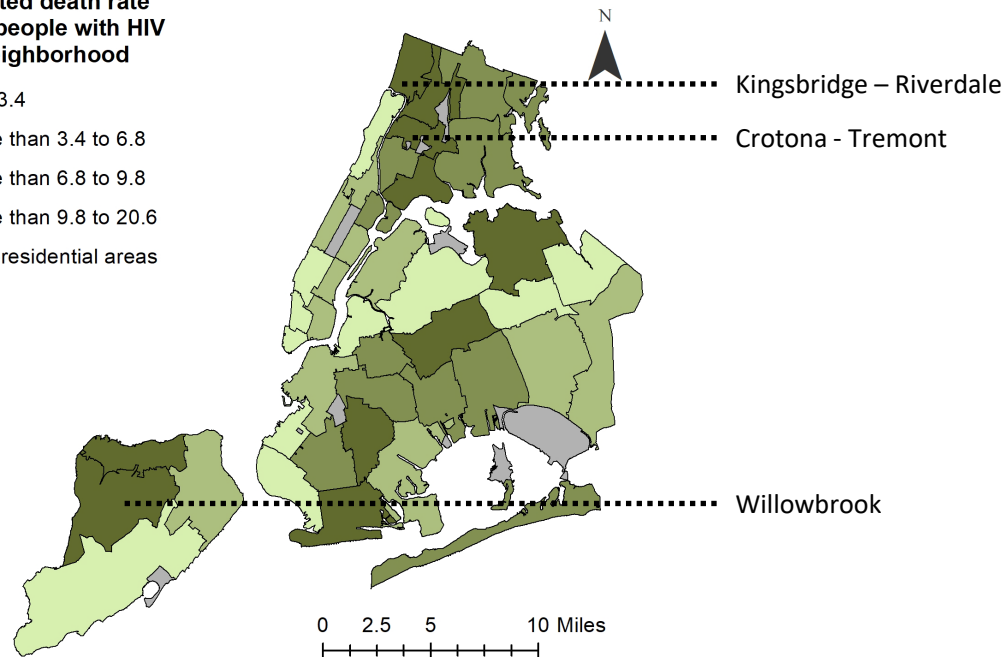 ted death rate
people with HIV
ighborhood
3.4
than 3.4 to 6.8
than 6.8 to 9.8
than 9.8 to 20.6
residential areas
N
Kingsbridge – Riverdale
Crotona - Tremont
Willowbrook
0 2.5 5 10 Miles